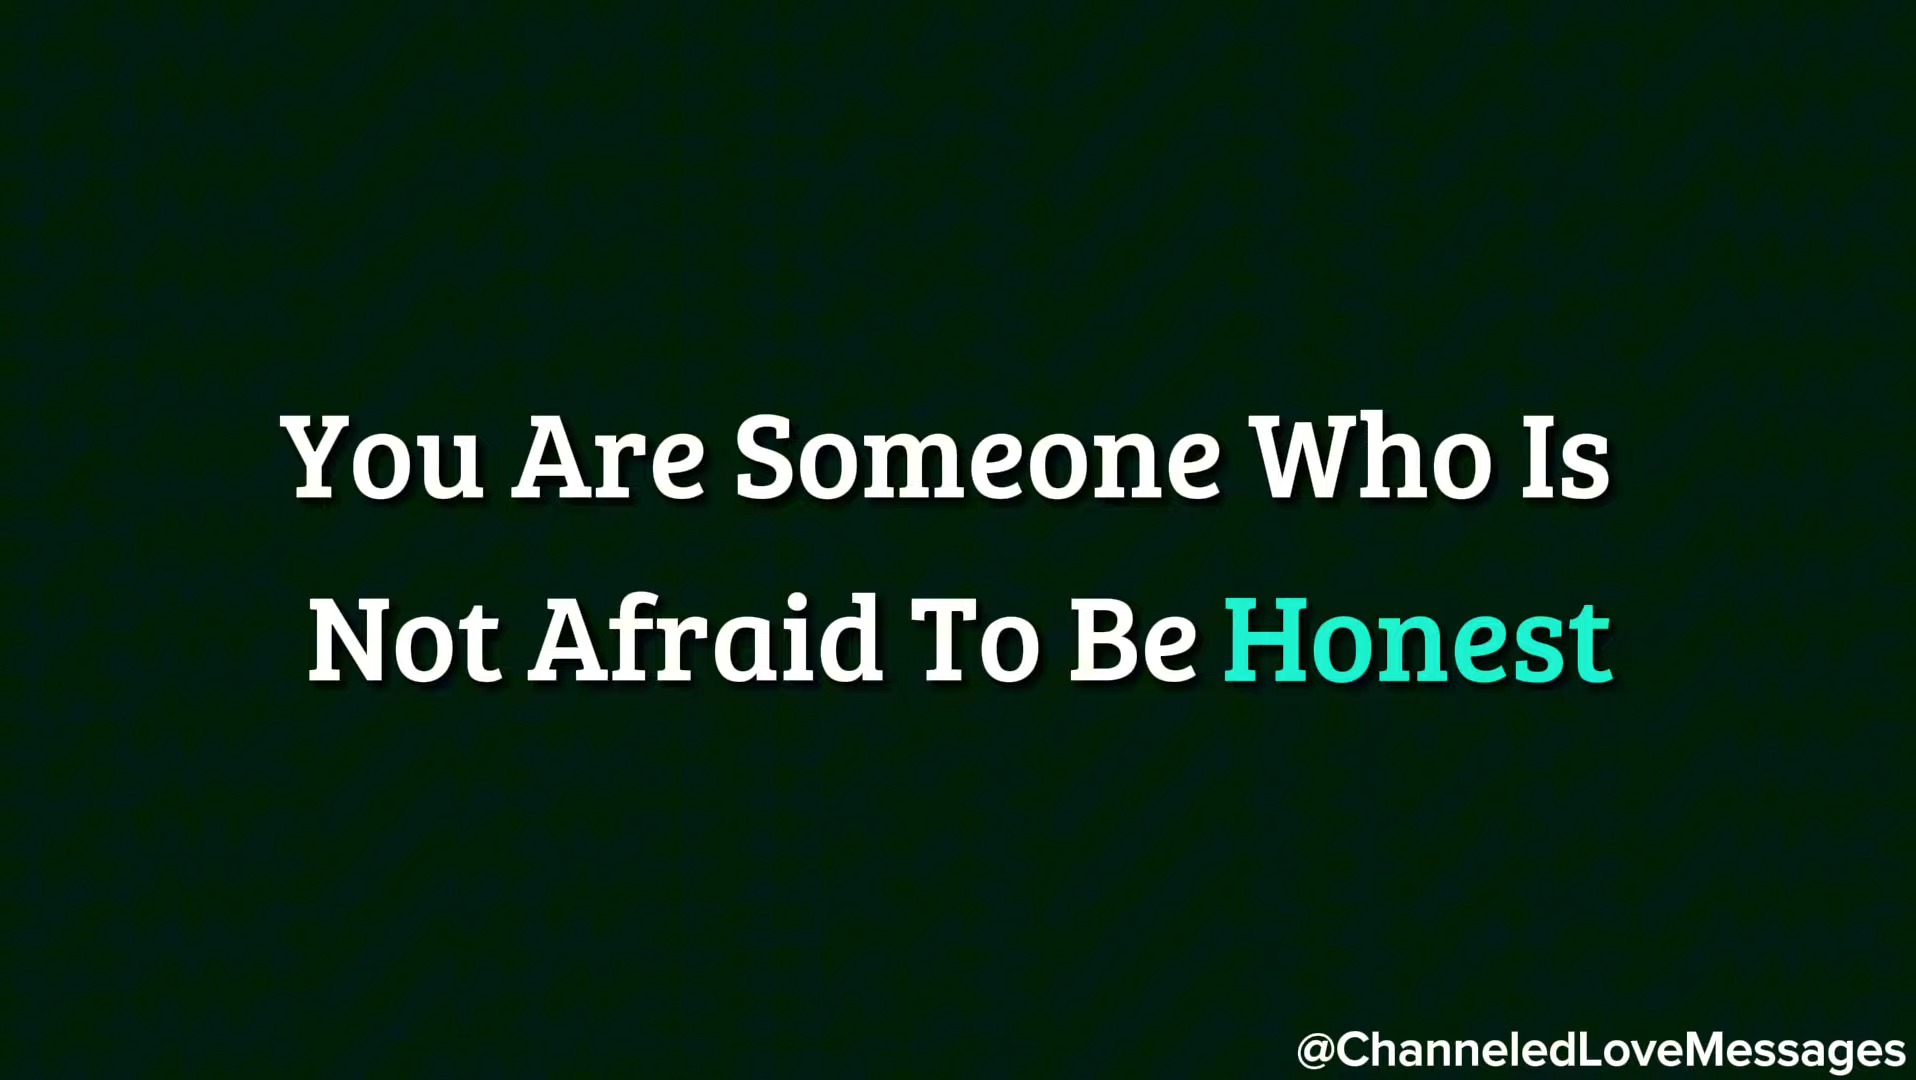 You Are Someone Who Is
Not Afraid To Be Honest
@ChanneledLoveMessages